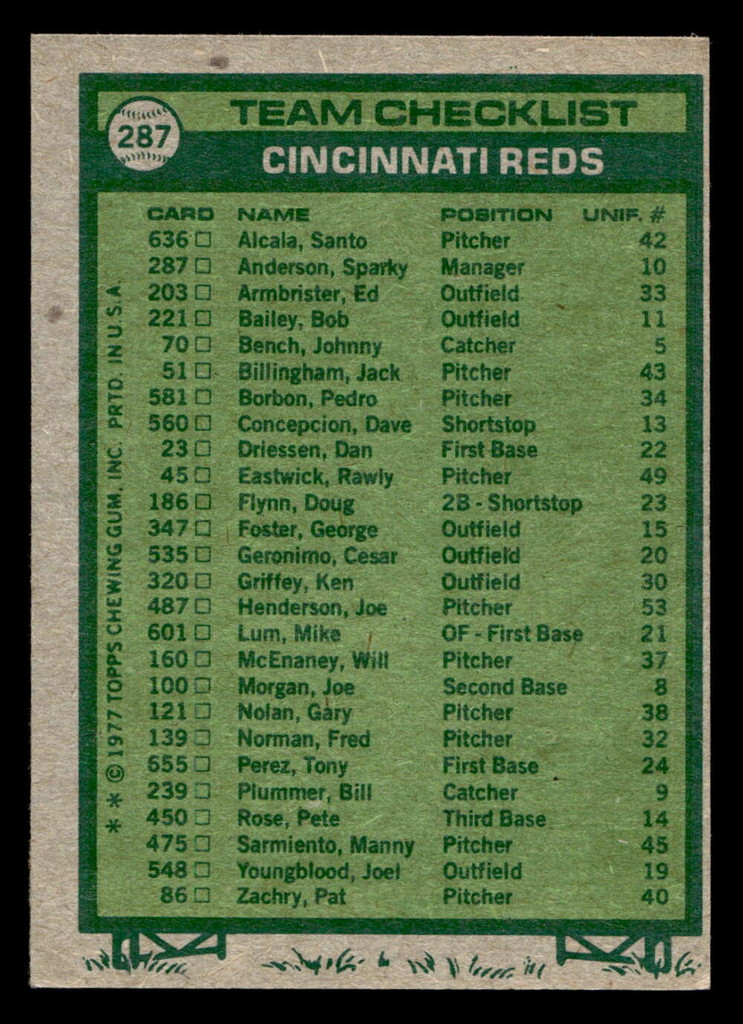 287
TEAM CHECKLIST
CINCINNATI REDS
CARD NAME POSITION UNIF. #
636 □ Alcala, Santo Pitcher 42
287 □ Anderson, Sparky Manager 10
203 □ Armbrister, Ed Outfield 33
221 □ Bailey, Bob Outfield 11
70 □ Bench, Johnny Catcher 5
51 □ Billingham, Jack Pitcher 43
581 □ Borbon, Pedro Pitcher 34
560 □ Concepcion, Dave Shortstop 13
23 □ Driessen, Dan First Base 22
45 □ Eastwick, Rawly Pitcher 49
186 □ Flynn, Doug 2B - Shortstop 23
347 □ Foster, George Outfield 15
535 □ Geronimo, Cesar Outfield 20
320 □ Griffey, Ken Outfield 30
487 □ Henderson, Joe Pitcher 53
601 □ Lum, Mike OF - First Base 21
160 □ McEnaney, Will Pitcher 37
100 □ Morgan, Joe Second Base 8
121 □ Nolan, Gary Pitcher 38
139 □ Norman, Fred Pitcher 32
655 □ Perez, Tony First Base 24
239 □ Plummer, Bill Catcher 9
450 □ Rose, Pete Third Base 14
475 □ Sarmiento, Manny Pitcher 45
548 □ Youngblood, Joel Outfield 19
86 □ Zachry, Pat Pitcher 40
* * © 1977 TOPPS CHEWING GUM, INC. PRTD. IN U.S.A.